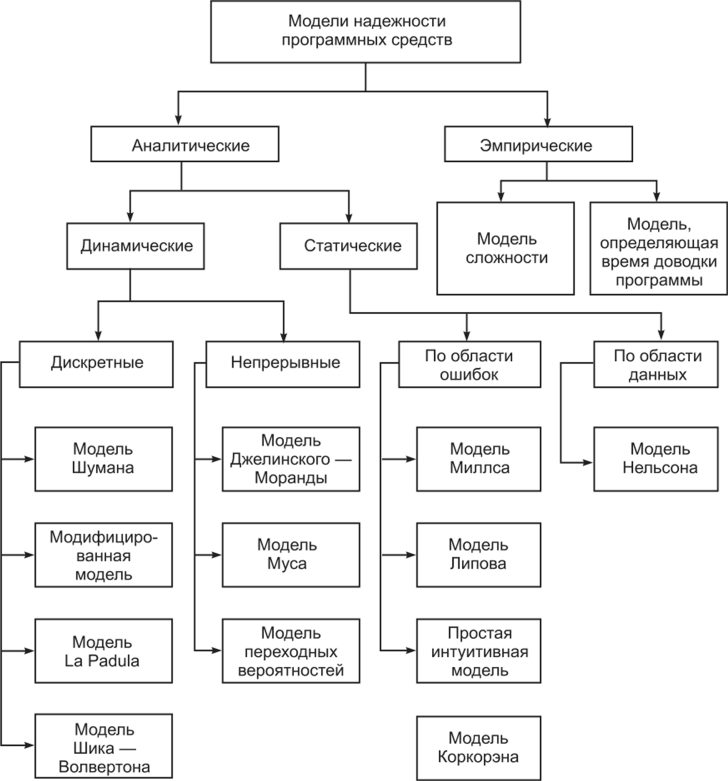 Модели надежности
программных средств
Аналитические
Эмпирические
Динамические
Статические
Модель
сложности
Модель,
определяющая
время доводки
программы
Дискретные
Непрерывные
По области
ошибок
По области
данных
Модель
Шумана
Модель
Джелинского —
Моранды
Модель
Миллса
Модель
Нельсона
Модифициро-
ванная
модель
Модель
Муса
Модель
Липова
Модель
La Padula
Модель
переходных
вероятностей
Простая
интуитивная
модель
Модель
Шика —
Волвертона
Модель
Коркорэна